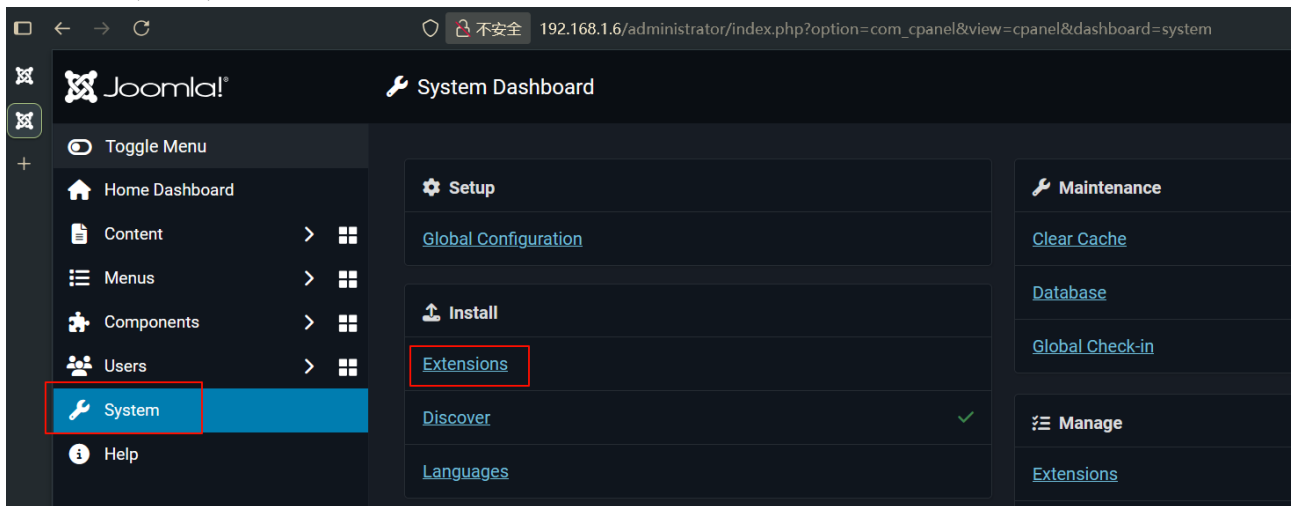 不安全 192.168.1.6/administrator/index.php?option=com_cpanel&view=cpanel&dashboard=system
Joomla!®
System Dashboard
Toggle Menu
Home Dashboard
Content
Menus
Components
Users
System
Help
Setup
Global Configuration
Install
Extensions
Discover
Languages
Maintenance
Clear Cache
Database
Global Check-in
Manage
Extensions